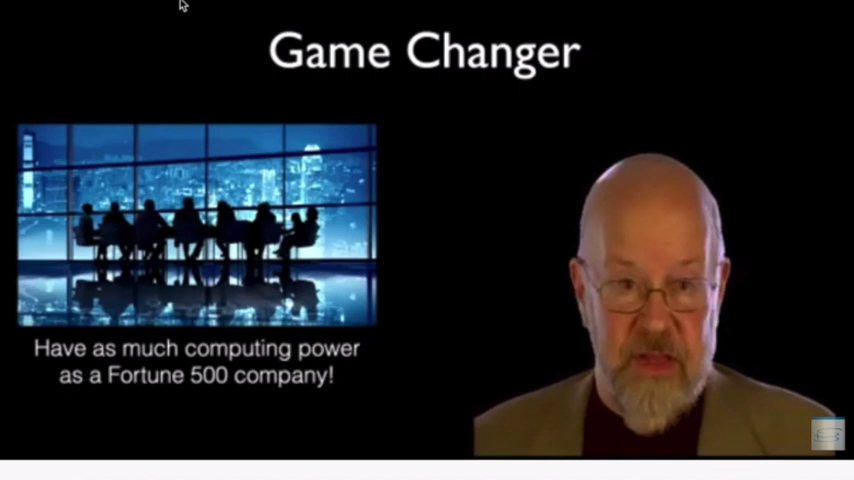 Game Changer
Have as much computing power
as a Fortune 500 company!